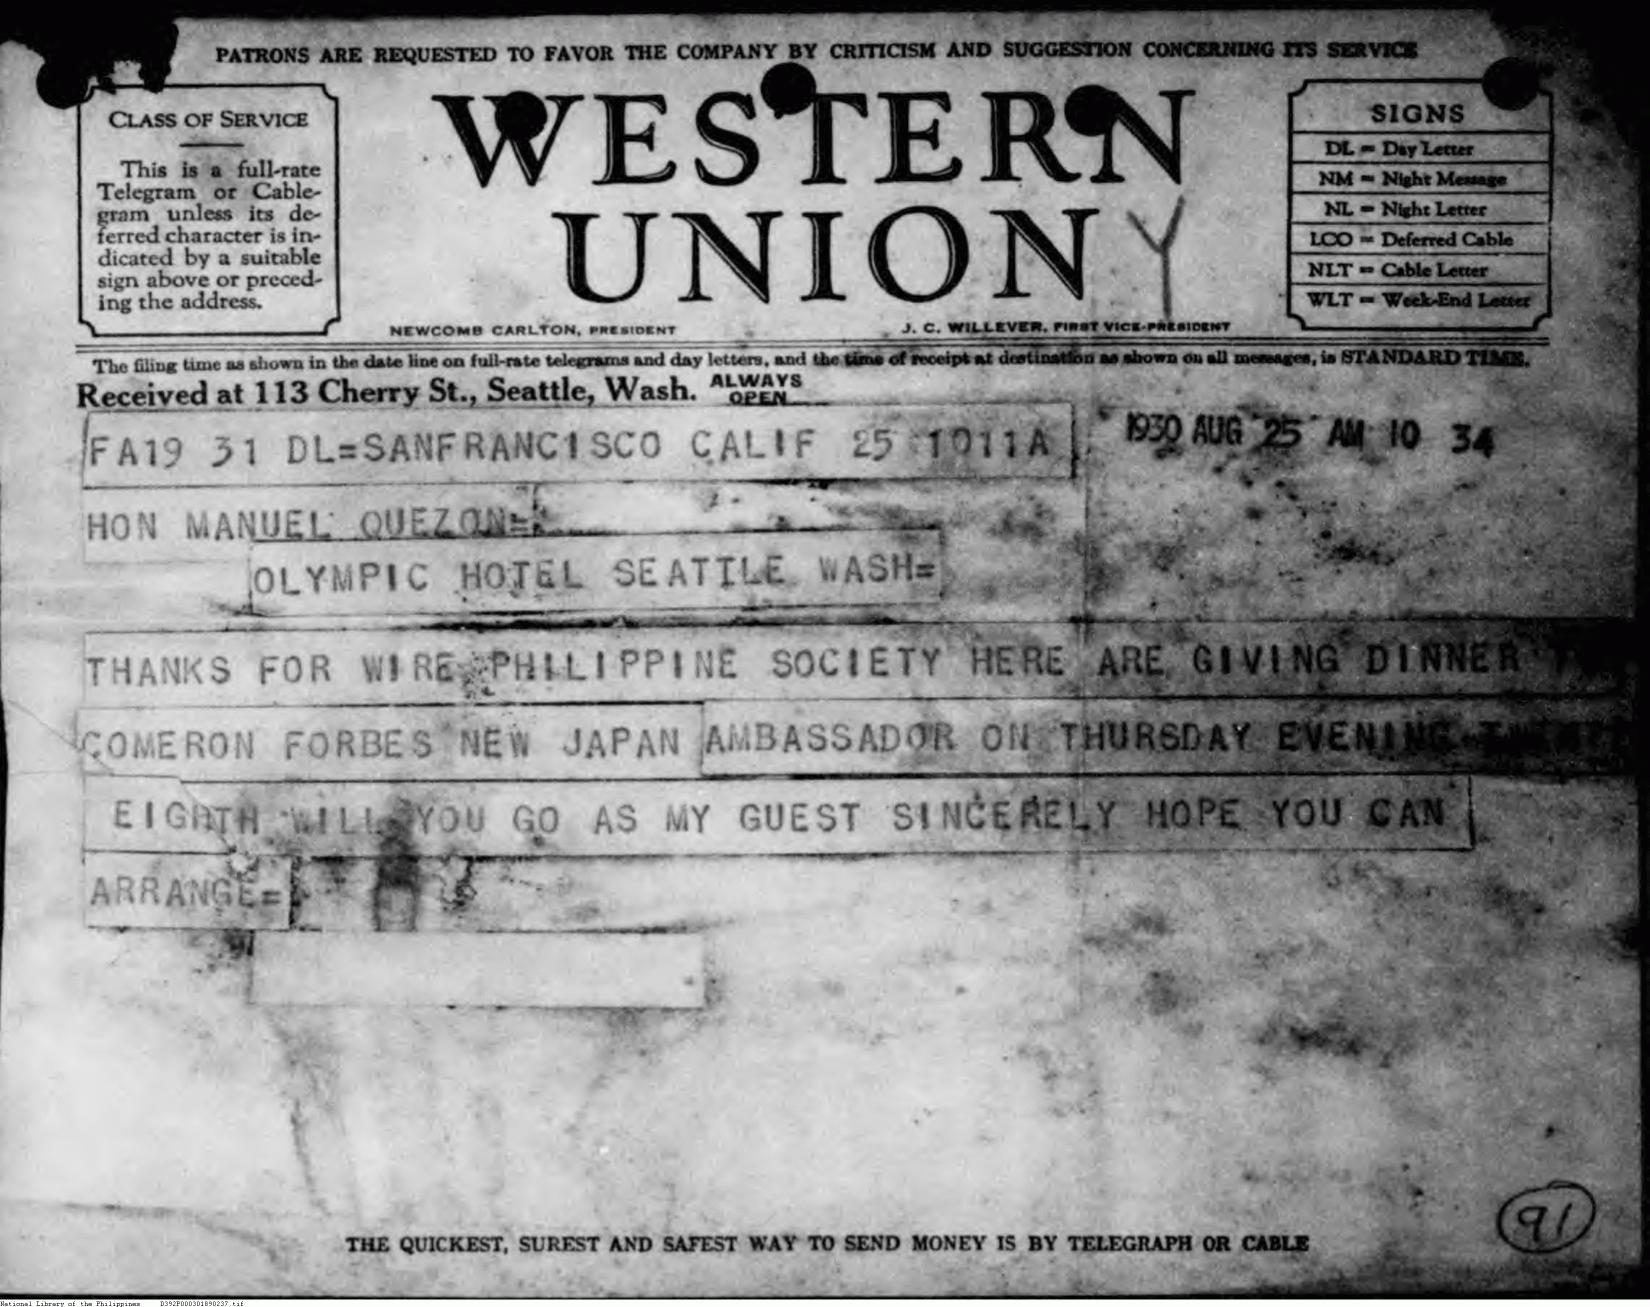 PATRONS ARE REQUESTED TO FAVOR THE COMPANY BY CRITICISM AND SUGGESTION CONCERNING ITS SERVICE
CLASS OF SERVICE
This is a full-rate
Telegram or Cable-
gram unless its de-
ferred character is in-
dicated by a suitable
sign above or preced-
ing the address.
WESTERN
UNION
Y
NEWCOMB CARLTON, PRESIDENT
J. C. WILLEVER, FIRST VICE-PRESIDENT
SIGNS
DL = Day Letter
NM = Night Message
NL = Night Letter
LCO = Deferred Cable
NLT = Cable Letter
WLT = Week-End Letter
The filing time as shown in the date line on full-rate telegrams and day letters, and the time of receipt at destination as shown on all messages, is STANDARD TIME.
Received at 113 Cherry St., Seattle, Wash. ALWAYS OPEN
1930 AUG 25 AM 10 34
FA19 31 DL=SANFRANCISCO CALIF 25 1011A
HON MANUEL QUEZON=
OLYMPIC HOTEL SEATTLE WASH=
THANKS FOR WIRE PHILIPPINE SOCIETY HERE ARE GIVING DINNER
COMERON FORBES NEW JAPAN AMBASSADOR ON THURSDAY EVENING
EIGHTH WILL YOU GO AS MY GUEST SINCERELY HOPE YOU CAN
ARRANGE=
91
THE QUICKEST, SUREST AND SAFEST WAY TO SEND MONEY IS BY TELEGRAPH OR CABLE
National Library of the Philippines D392P000301890237.tif